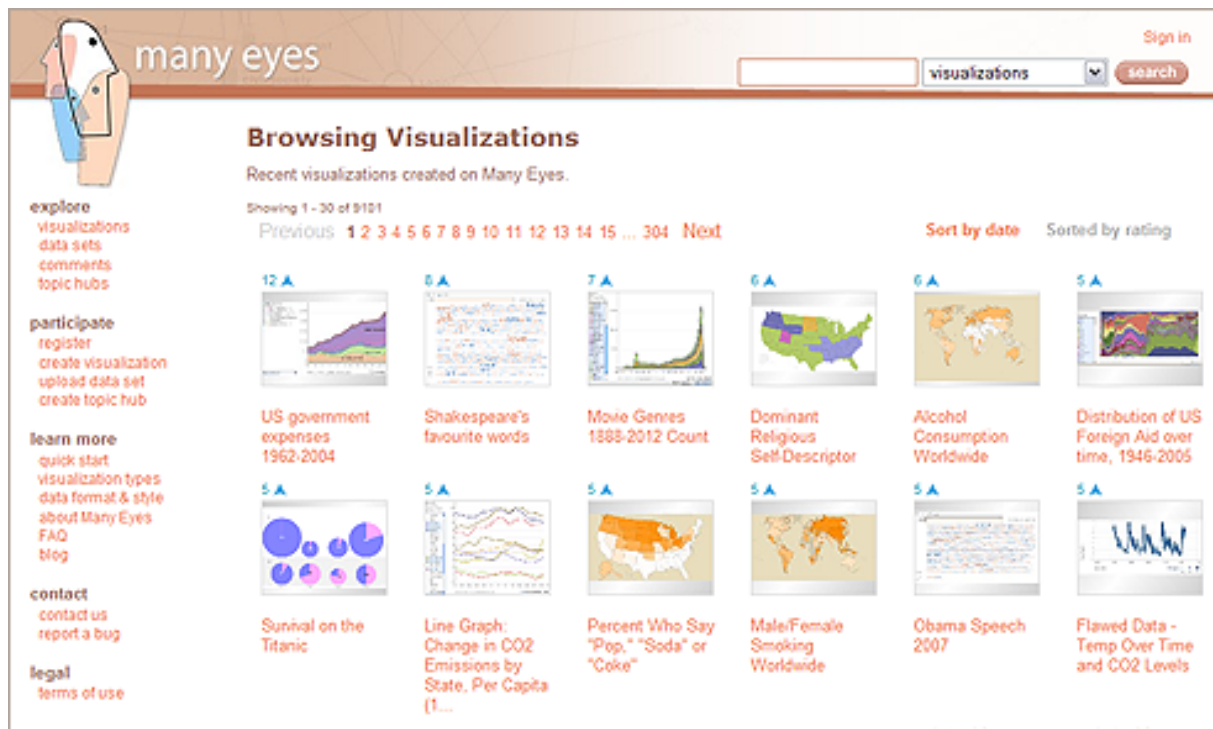 many eyes
Sign in
visualizations
search
Browsing Visualizations
Recent visualizations created on Many Eyes.
Showing 1 - 30 of 9101
Previous 1 2 3 4 5 6 7 8 9 10 11 12 13 14 15 ... 304 Next
Sort by date Sorted by rating
explore
visualizations
data sets
comments
topic hubs
participate
register
create visualization
upload data set
create topic hub
learn more
quick start
visualization types
data format & style
about Many Eyes
FAQ
blog
contact
contact us
report a bug
legal
terms of use
12
US government
expenses
1962-2004
8
Shakespeare's
favourite words
7
Movie Genres
1888-2012 Count
6
Dominant
Religious
Self-Descriptor
6
Alcohol
Consumption
Worldwide
5
Distribution of US
Foreign Aid over
time, 1946-2005
5
Survival on the
Titanic
5
Line Graph:
Change in CO2
Emissions by
State, Per Capita
(1...
5
Percent Who Say
"Pop," "Soda" or
"Coke"
5
Male/Female
Smoking
Worldwide
5
Obama Speech
2007
5
Flawed Data -
Temp Over Time
and CO2 Levels